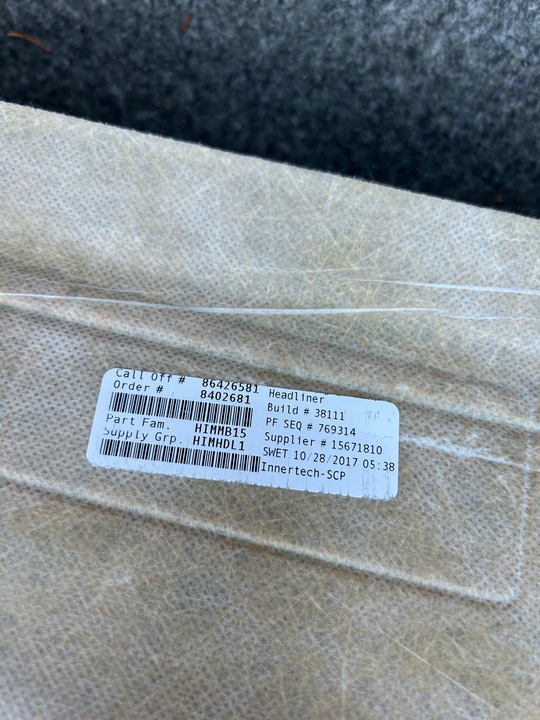 Call Off # 86426581
Order # 8402681
Part Fam. HIMMB15
Supply Grp. HIMHDL1
Headliner
Build # 38111
PF SEQ # 769314
Supplier # 15671810
SWET 10/28/2017 05:38
Innertech-SCP